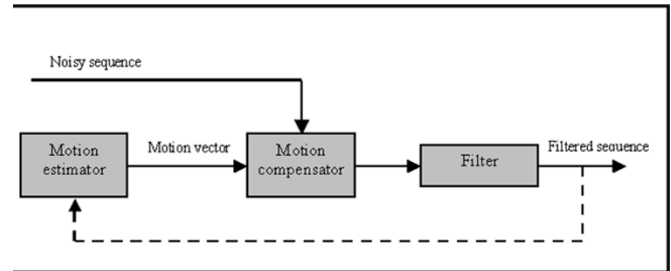 Noisy sequence
Motion
estimator
Motion vector
Motion
compensator
Filter
Filtered sequence